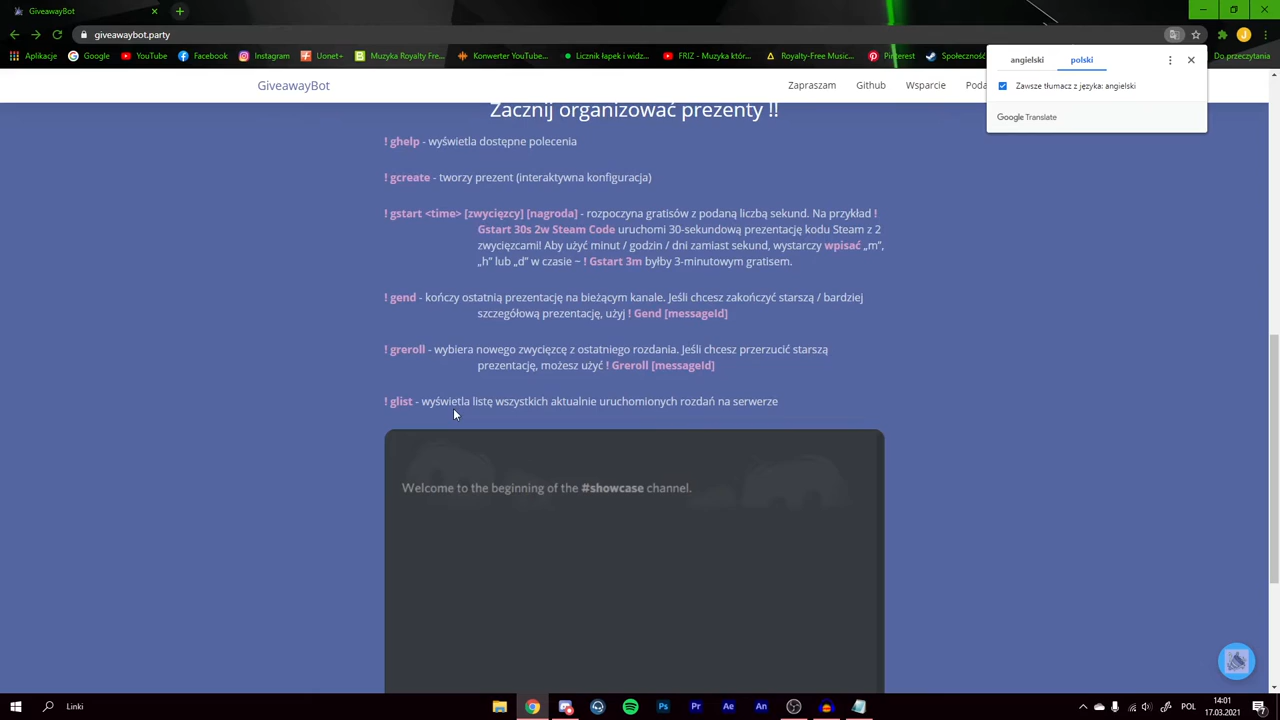 GiveawayBot
giveawaybot.party
Aplikacje Google YouTube Facebook Instagram Uonet+ Muzyka Royalty Fre... Konwerter YouTube... Licznik łapek i widz... FRIZ - Muzyka któr... Royalty-Free Music... Pinterest Społeczność Do przeczytania
angielski polski
Zawsze tłumacz z języka: angielski
Google Translate
GiveawayBot Zapraszam Github Wsparcie Poda
Zacznij organizować prezenty !!
! ghelp - wyświetla dostępne polecenia
! gcreate - tworzy prezent (interaktywna konfiguracja)
! gstart <time> [zwycięzcy] [nagroda] - rozpoczyna gratisów z podaną liczbą sekund. Na przykład !
Gstart 30s 2w Steam Code uruchomi 30-sekundową prezentację kodu Steam z 2
zwycięzcami! Aby użyć minut / godzin / dni zamiast sekund, wystarczy wpisać „m”,
„h” lub „d” w czasie ~ ! Gstart 3m byłby 3-minutowym gratisem.
! gend - kończy ostatnią prezentację na bieżącym kanale. Jeśli chcesz zakończyć starszą / bardziej
szczegółową prezentację, użyj ! Gend [messageId]
! greroll - wybiera nowego zwycięzcę z ostatniego rozdania. Jeśli chcesz przerzucić starszą
prezentację, możesz użyć ! Greroll [messageId]
! glist - wyświetla listę wszystkich aktualnie uruchomionych rozdań na serwerze
Welcome to the beginning of the #showcase channel.
Linki
14:01
17.03.2021